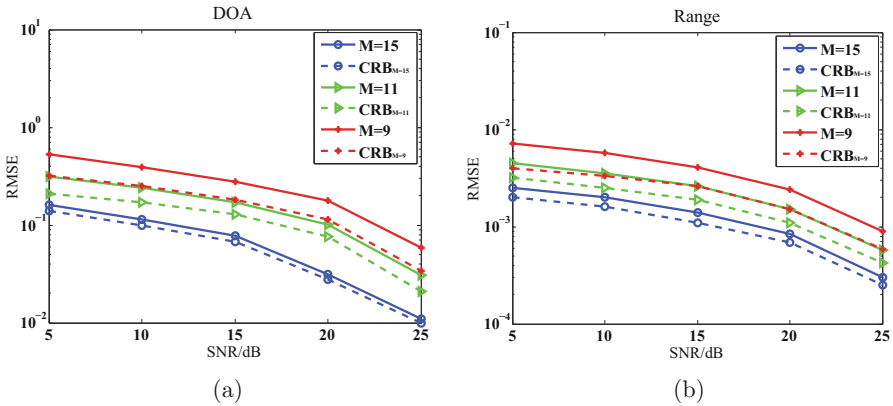 DOA
10^1
10^0
10^-1
10^-2
RMSE
5
10
15
20
25
SNR/dB
M=15
CRB_M=15
M=11
CRB_M=11
M=9
CRB_M=9
(a)
Range
10^-1
10^-2
10^-3
10^-4
RMSE
5
10
15
20
25
SNR/dB
M=15
CRB_M=15
M=11
CRB_M=11
M=9
CRB_M=9
(b)